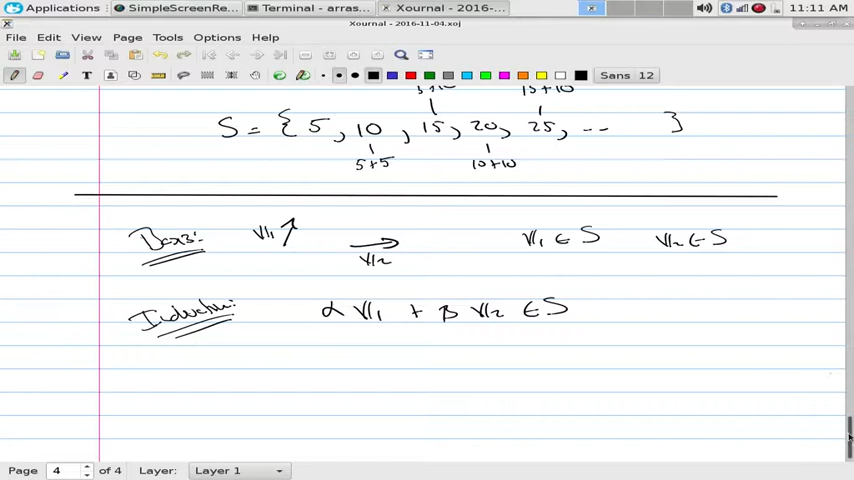 Applications SimpleScreenRe... Terminal - arras... Xournal - 2016-... 11:11 AM
Xournal - 2016-11-04.xoj
File Edit View Page Tools Options Help
Sans 12
15+10
S = { 5, 10, 15, 20, 25, -- }
5+5 10+10
Basis: v1 v2 v1 ∈ S v2 ∈ S
Induction: α v1 + β v2 ∈ S
Page 4 of 4 Layer: Layer 1